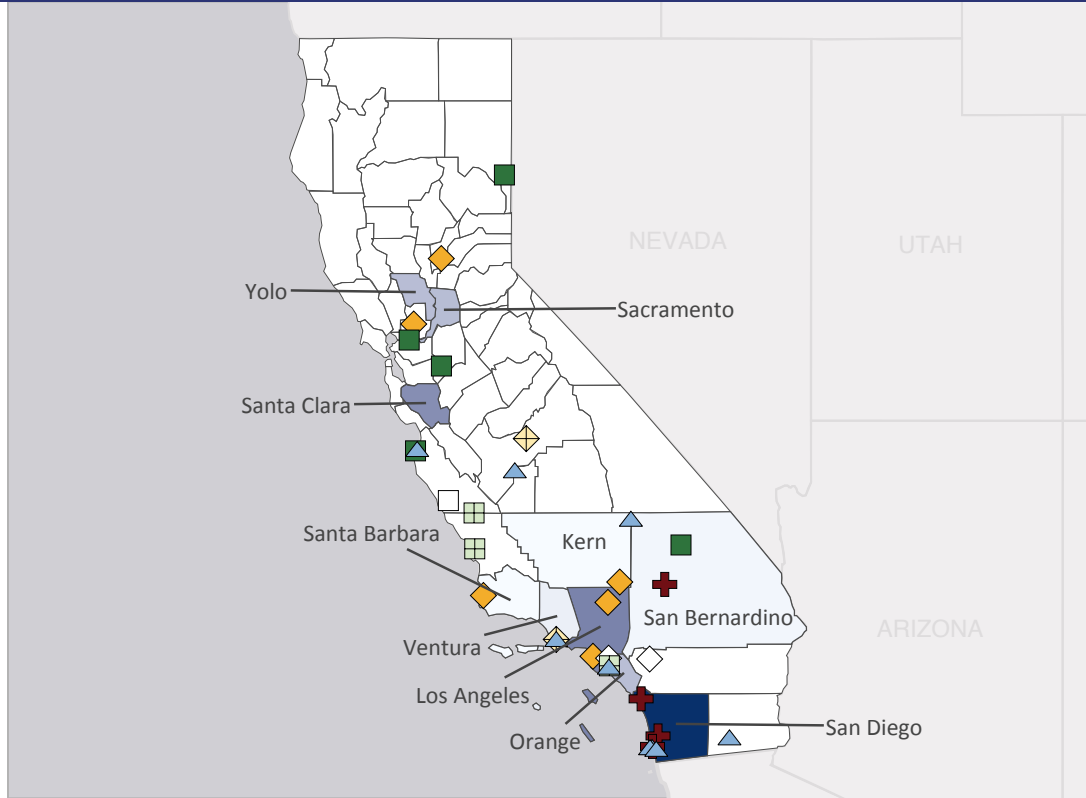 NEVADA
UTAH
Yolo
Sacramento
Santa Clara
Santa Barbara
Kern
San Bernardino
ARIZONA
Ventura
Los Angeles
San Diego
Orange